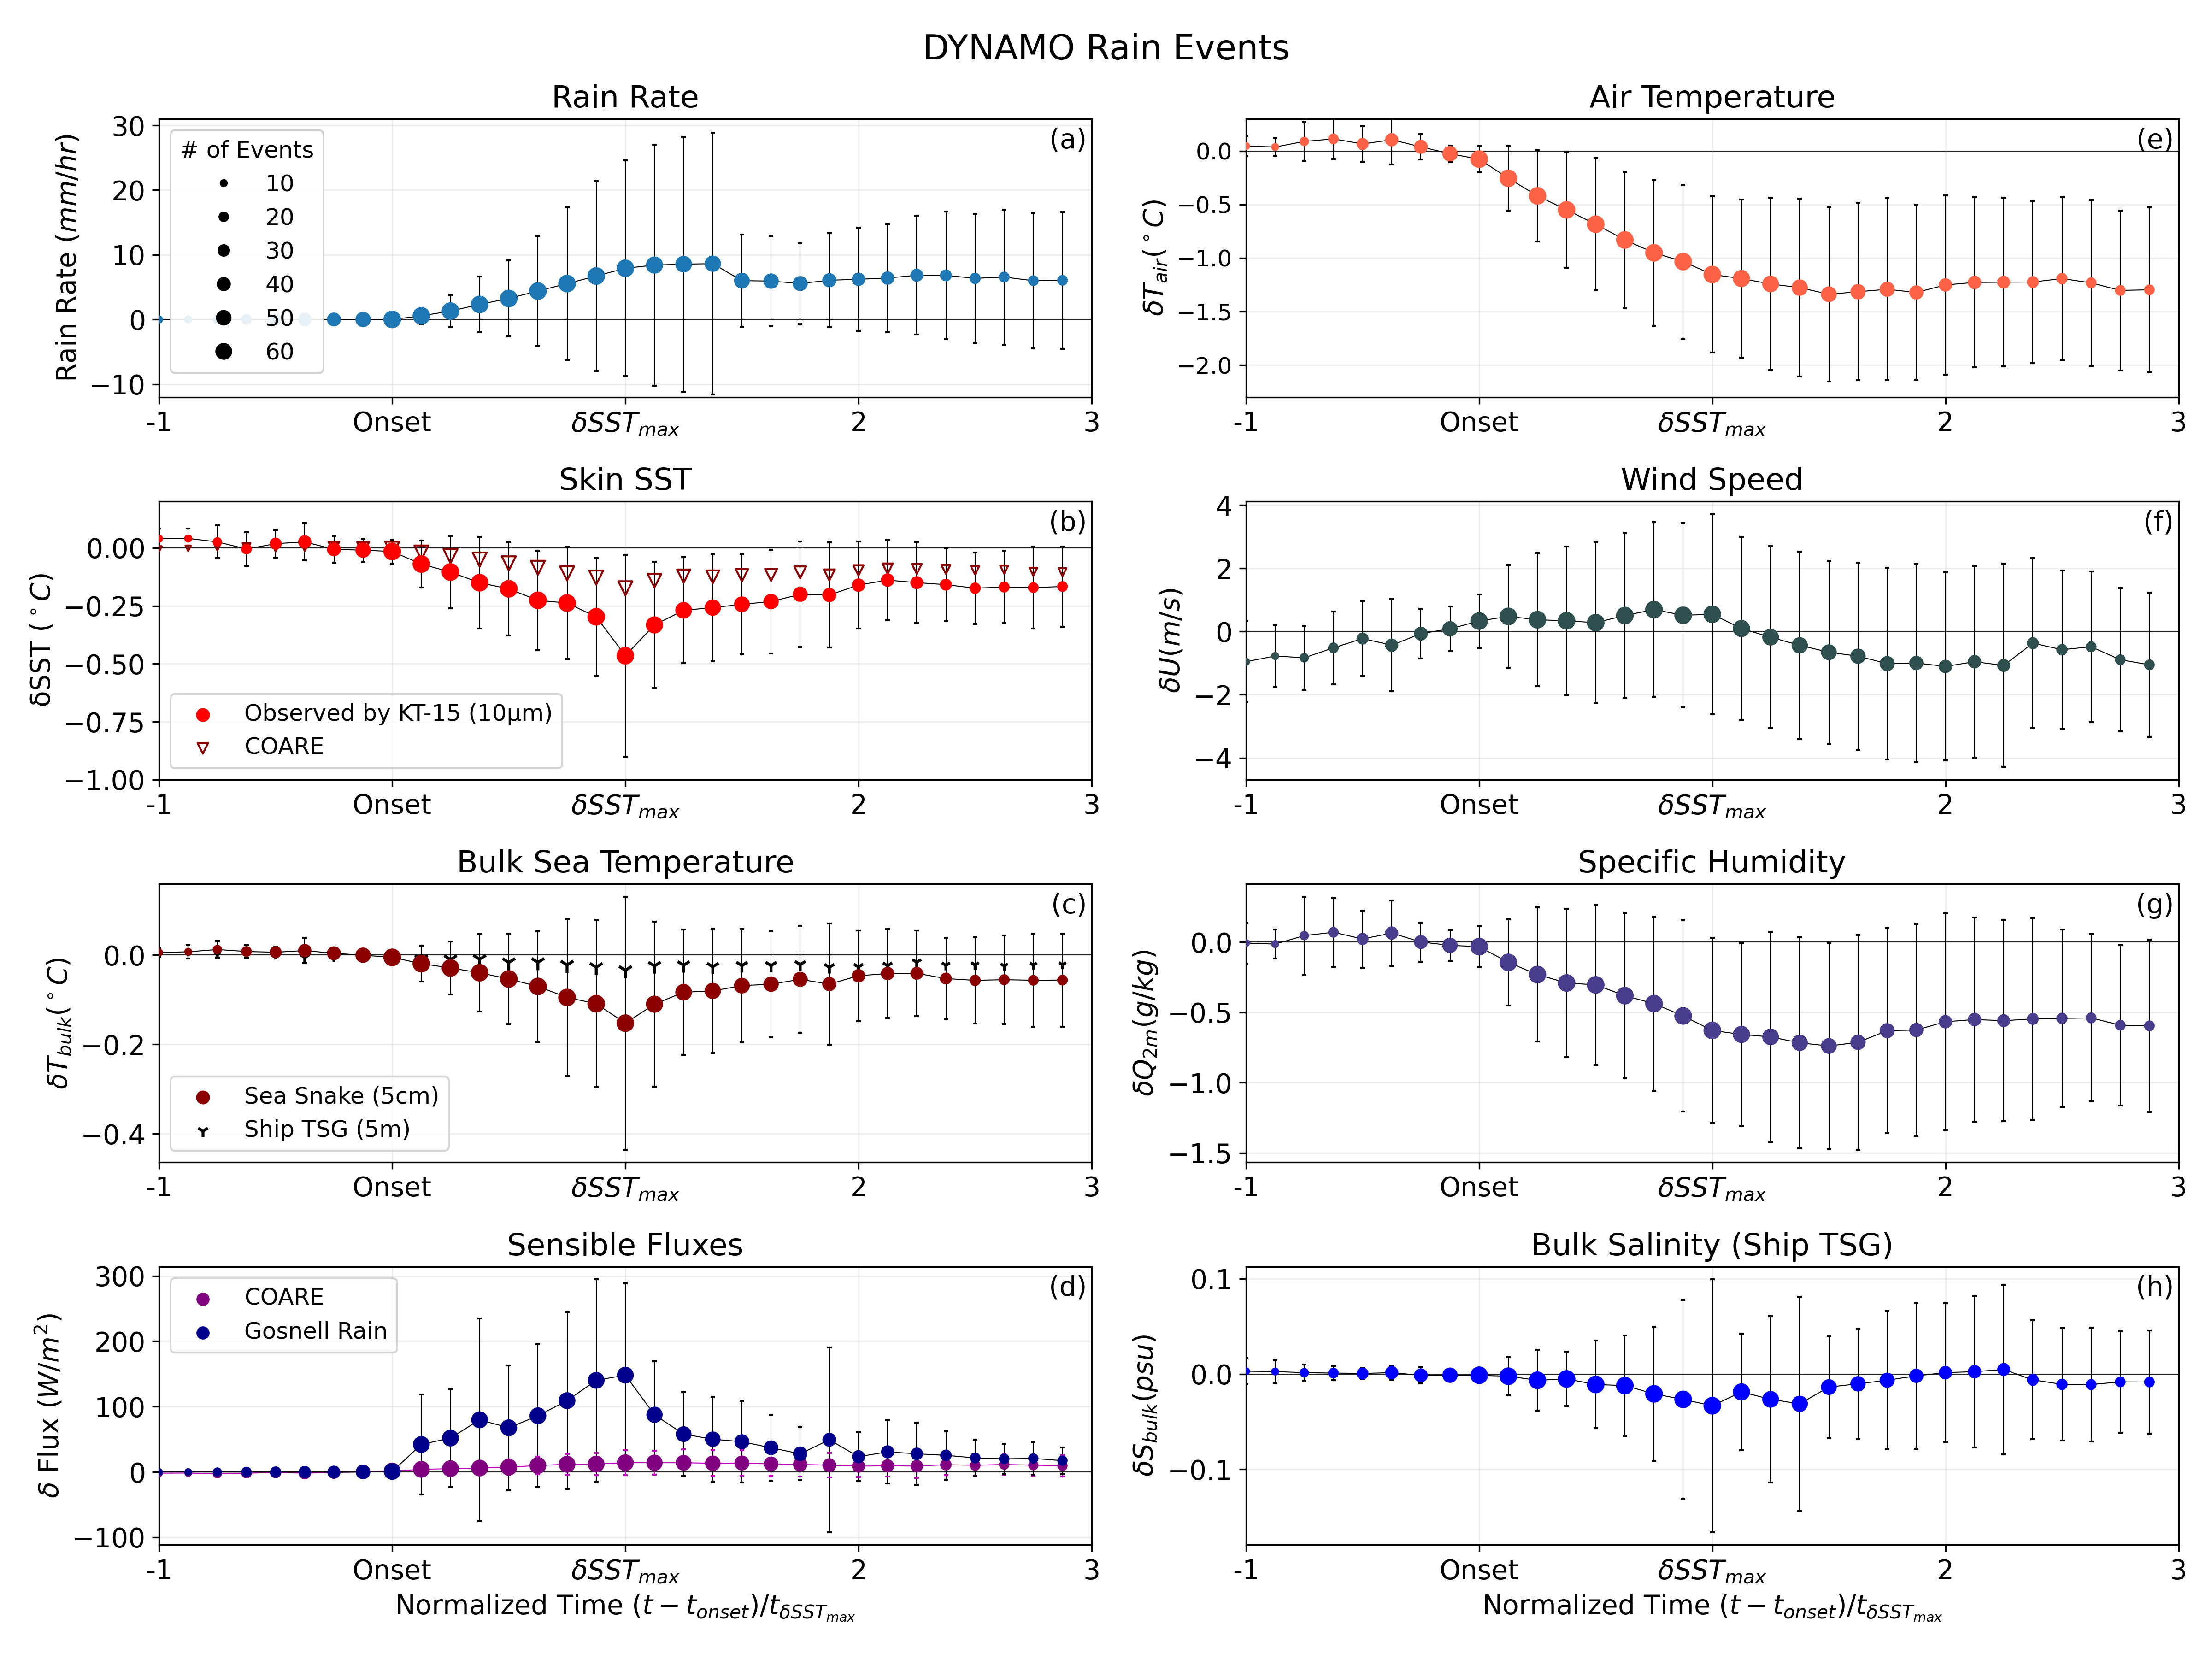 DYNAMO Rain Events
Rain Rate
(a)
Rain Rate (mm/hr)
30
20
10
0
−10
# of Events
10
20
30
40
50
60
-1
Onset
δSST_max
2
3
Air Temperature
(e)
δT_air(°C)
0.0
−0.5
−1.0
−1.5
−2.0
-1
Onset
δSST_max
2
3
Skin SST
(b)
δSST (°C)
0.00
−0.25
−0.50
−0.75
−1.00
Observed by KT-15 (10μm)
COARE
-1
Onset
δSST_max
2
3
Wind Speed
(f)
δU(m/s)
4
2
0
−2
−4
-1
Onset
δSST_max
2
3
Bulk Sea Temperature
(c)
δT_bulk(°C)
0.0
−0.2
−0.4
Sea Snake (5cm)
Ship TSG (5m)
-1
Onset
δSST_max
2
3
Specific Humidity
(g)
δQ_2m(g/kg)
0.0
−0.5
−1.0
−1.5
-1
Onset
δSST_max
2
3
Sensible Fluxes
(d)
δ Flux (W/m²)
300
200
100
0
−100
COARE
Gosnell Rain
-1
Onset
δSST_max
2
3
Normalized Time (t − t_onset)/t_δSST_max
Bulk Salinity (Ship TSG)
(h)
δS_bulk(psu)
0.1
0.0
−0.1
-1
Onset
δSST_max
2
3
Normalized Time (t − t_onset)/t_δSST_max